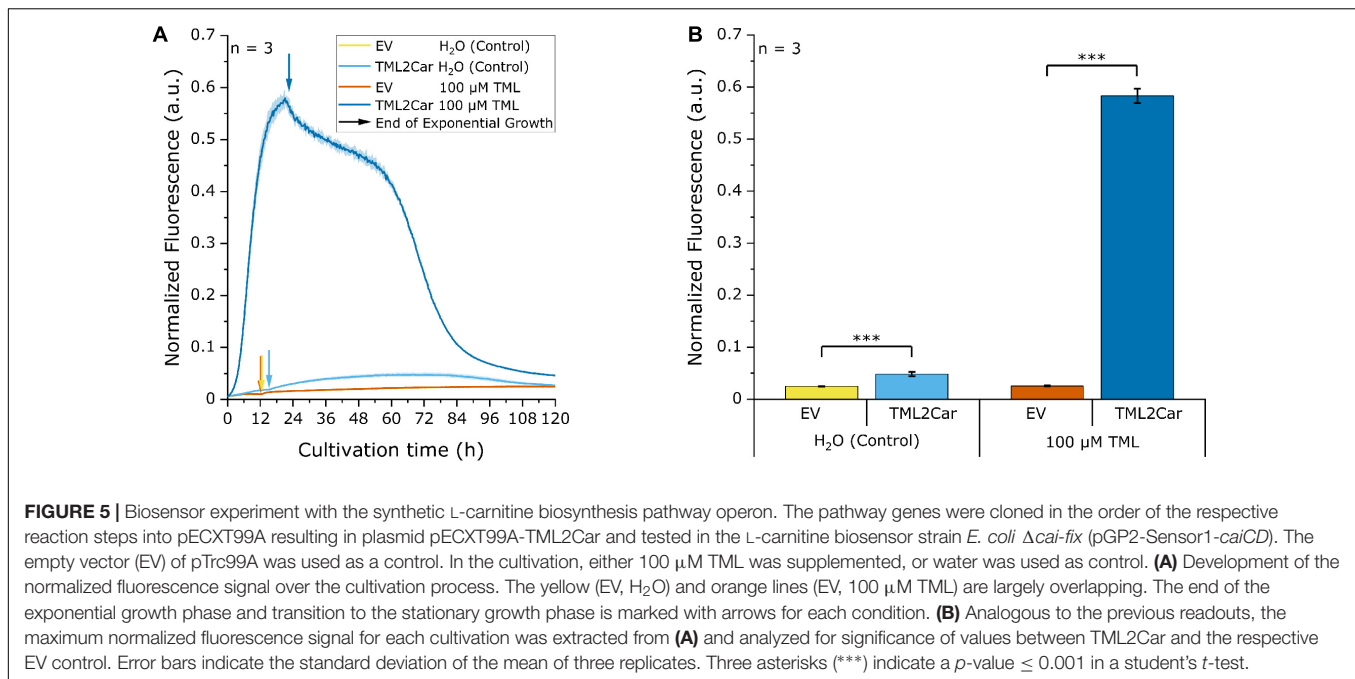 A
n = 3
EV H₂O (Control)
TML2Car H₂O (Control)
EV 100 µM TML
TML2Car 100 µM TML
End of Exponential Growth
Normalized Fluorescence (a.u.)
0.7
0.6
0.5
0.4
0.3
0.2
0.1
0
0 12 24 36 48 60 72 84 96 108 120
Cultivation time (h)
B
n = 3
Normalized Fluorescence (a.u.)
0.7
0.6
0.5
0.4
0.3
0.2
0.1
0
***
***
EV TML2Car EV TML2Car
H₂O (Control) 100 µM TML
FIGURE 5 | Biosensor experiment with the synthetic L-carnitine biosynthesis pathway operon. The pathway genes were cloned in the order of the respective
reaction steps into pECXT99A resulting in plasmid pECXT99A-TML2Car and tested in the L-carnitine biosensor strain E. coli Δcai-fix (pGP2-Sensor1-caiCD). The
empty vector (EV) of pTrc99A was used as a control. In the cultivation, either 100 µM TML was supplemented, or water was used as control. (A) Development of the
normalized fluorescence signal over the cultivation process. The yellow (EV, H₂O) and orange lines (EV, 100 µM TML) are largely overlapping. The end of the
exponential growth phase and transition to the stationary growth phase is marked with arrows for each condition. (B) Analogous to the previous readouts, the
maximum normalized fluorescence signal for each cultivation was extracted from (A) and analyzed for significance of values between TML2Car and the respective
EV control. Error bars indicate the standard deviation of the mean of three replicates. Three asterisks (***) indicate a p-value ≤ 0.001 in a student's t-test.